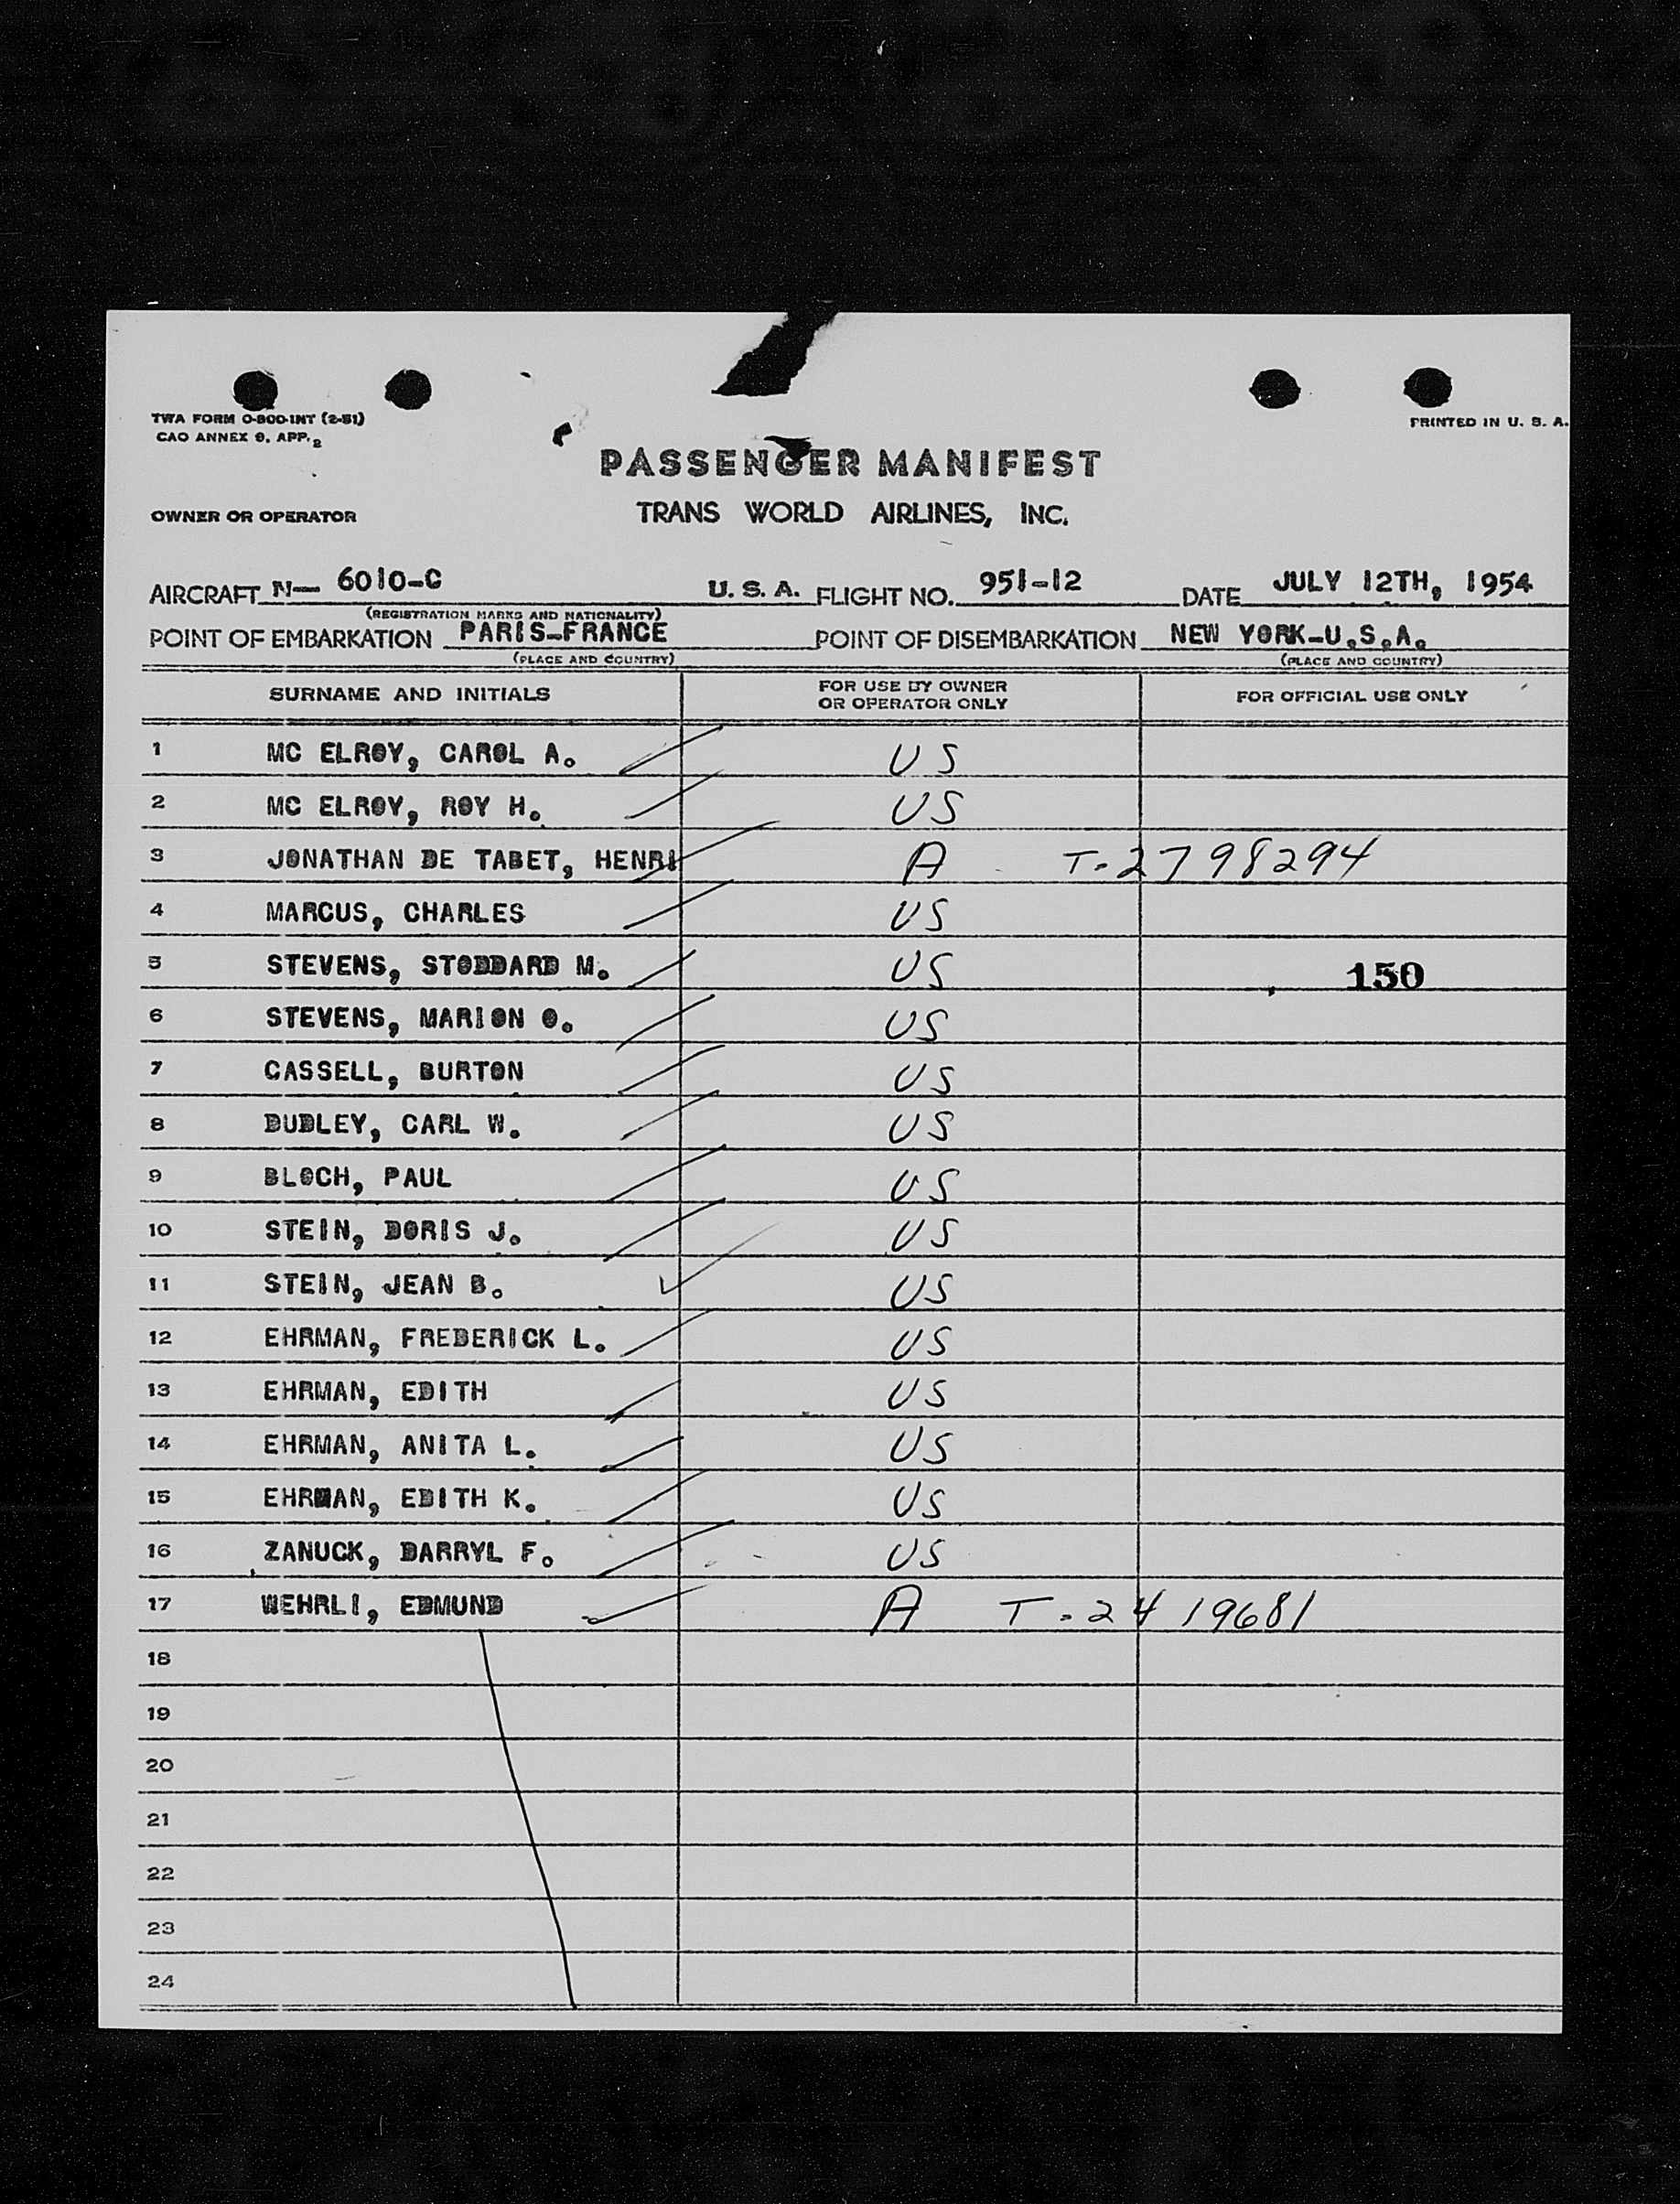 TWA FORM O-800-INT (2-51)
CAO ANNEX 9, APP. 2
PRINTED IN U. S. A.
PASSENGER MANIFEST
OWNER OR OPERATOR TRANS WORLD AIRLINES, INC.
AIRCRAFT N— 6010-C U. S. A. FLIGHT NO. 951-12 DATE JULY 12TH, 1954
(REGISTRATION MARKS AND NATIONALITY)
POINT OF EMBARKATION PARIS-FRANCE POINT OF DISEMBARKATION NEW YORK-U.S.A.
(PLACE AND COUNTRY) (PLACE AND COUNTRY)
SURNAME AND INITIALS FOR USE BY OWNER OR OPERATOR ONLY FOR OFFICIAL USE ONLY
1 MC ELROY, CAROL A. US
2 MC ELROY, ROY H. US
3 JONATHAN DE TABET, HENRI A T-2798294
4 MARCUS, CHARLES US
5 STEVENS, STODDARD M. US 150
6 STEVENS, MARION O. US
7 CASSELL, BURTON US
8 DUDLEY, CARL W. US
9 BLOCH, PAUL US
10 STEIN, DORIS J. US
11 STEIN, JEAN B. US
12 EHRMAN, FREDERICK L. US
13 EHRMAN, EDITH US
14 EHRMAN, ANITA L. US
15 EHRMAN, EDITH K. US
16 ZANUCK, DARRYL F. US
17 WEHRLI, EDMUND A T-2419681
18
19
20
21
22
23
24